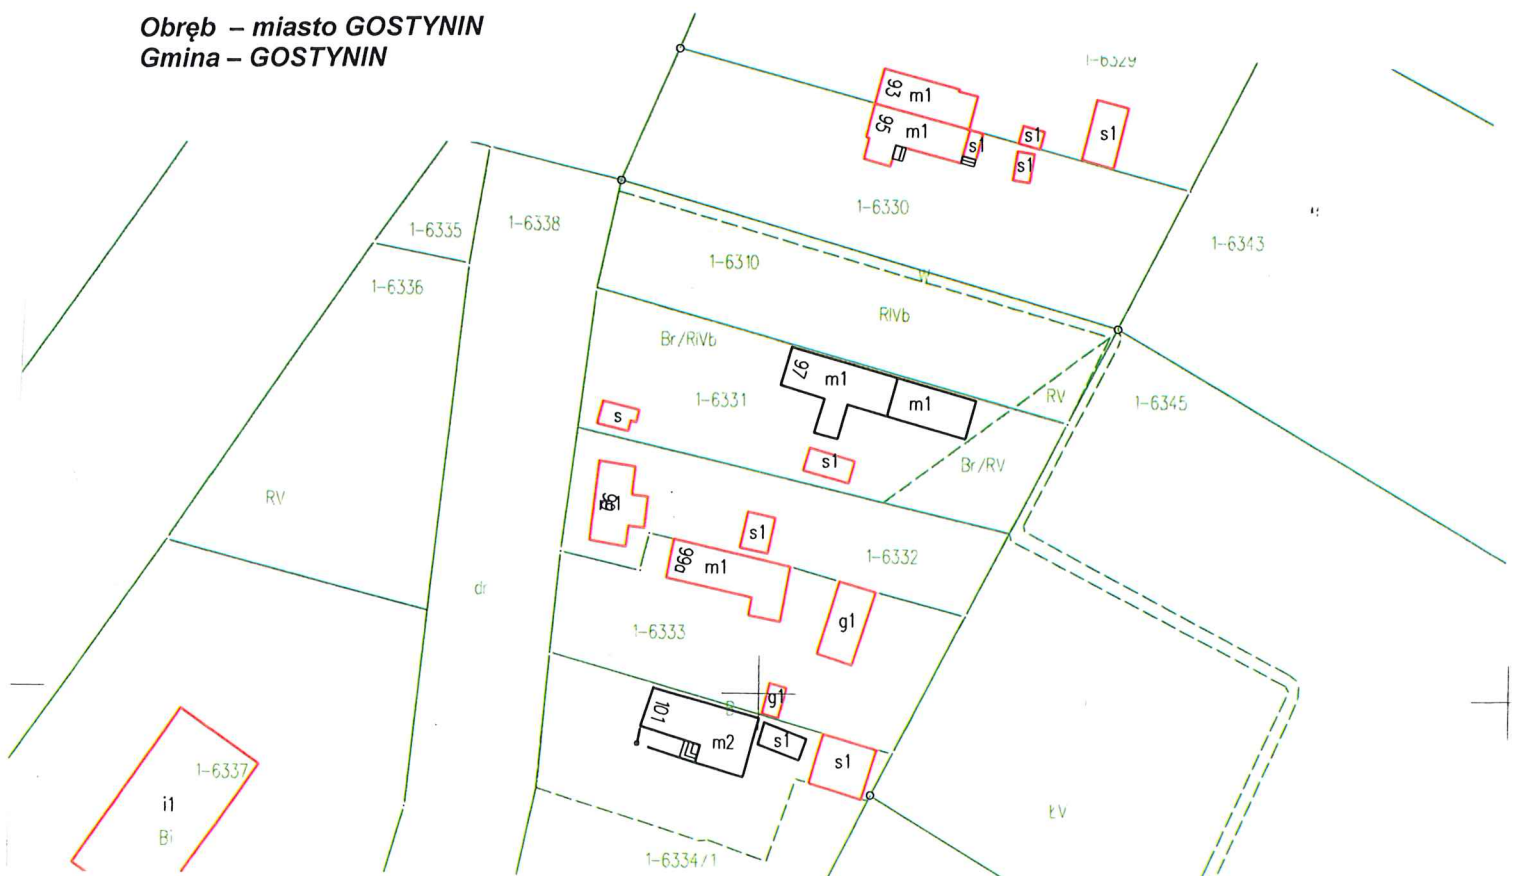 Obręb – miasto GOSTYNIN
Gmina – GOSTYNIN
1-6329
93
m1
95
m1
s1
s1
s1
s1
1-6330
1-6335
1-6338
1-6343
1-6310
W
1-6336
RIVb
Br/RiVb
97
m1
m1
RV
1-6345
1-6331
s
s1
Br/RV
RV
s1
99a
m1
1-6332
dr
g1
1-6333
g1
B
101
m2
s1
s1
1-6337
i1
Bi
ŁV
1-6334/1